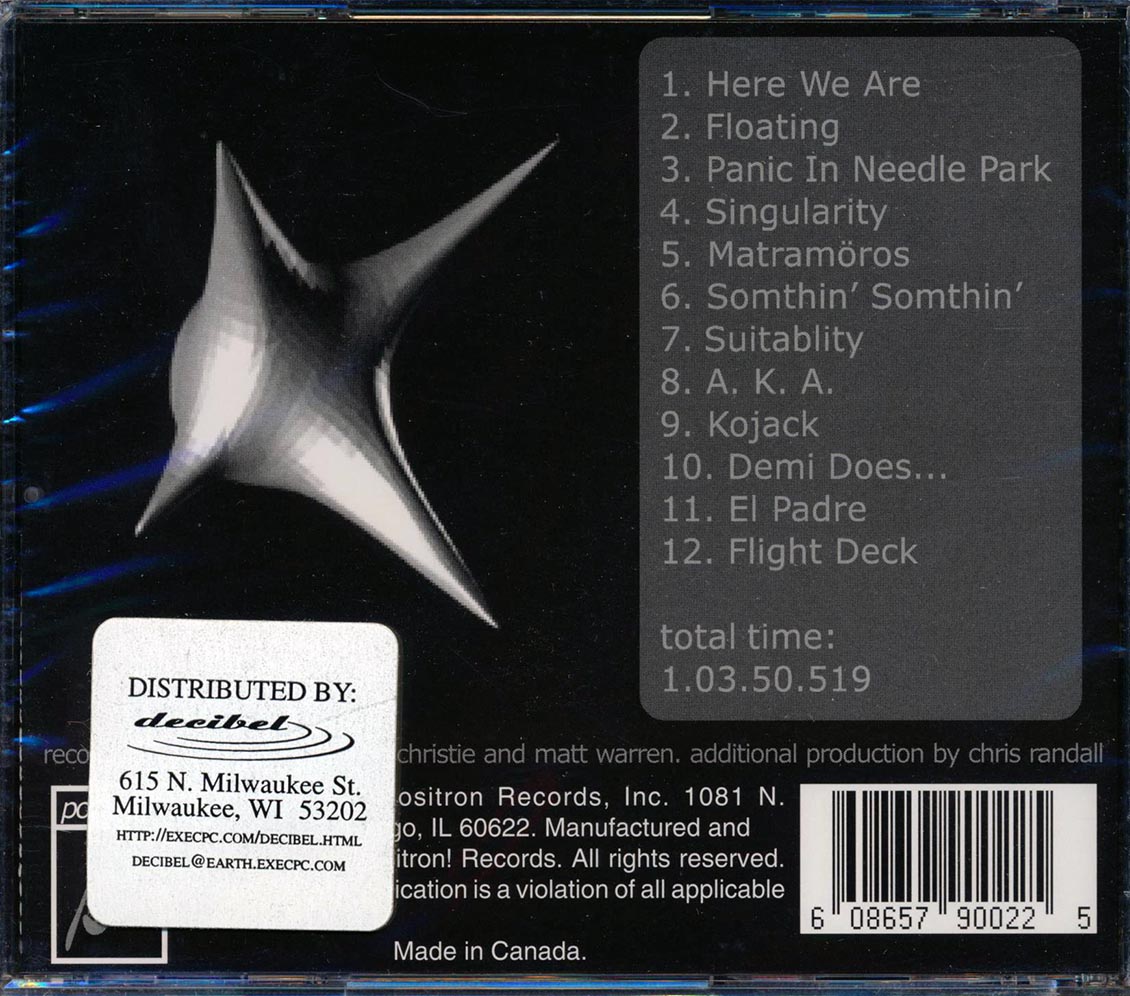 1. Here We Are
2. Floating
3. Panic In Needle Park
4. Singularity
5. Matramöros
6. Somthin’ Somthin’
7. Suitablity
8. A. K. A.
9. Kojack
10. Demi Does...
11. El Padre
12. Flight Deck
total time:
1.03.50.519
DISTRIBUTED BY:
decibel
615 N. Milwaukee St.
Milwaukee, WI 53202
HTTP://EXECPC.COM/DECIBEL.HTML
DECIBEL@EARTH.EXECPC.COM
christie and matt warren. additional production by chris randall
ositron Records, Inc. 1081 N.
go, IL 60622. Manufactured and
itron! Records. All rights reserved.
ication is a violation of all applicable
Made in Canada.
6 08657 90022 5